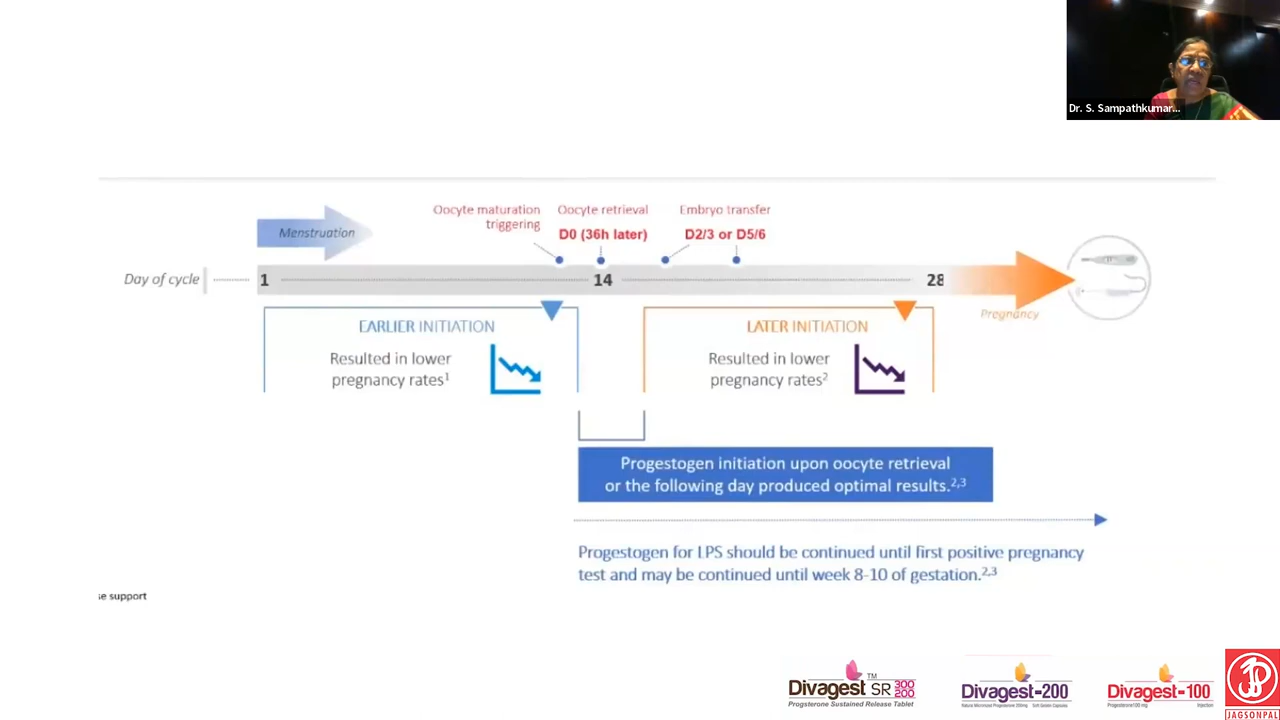 Dr. S. Sampathkumar...
Oocyte maturation
triggering
Oocyte retrieval
D0 (36h later)
Embryo transfer
D2/3 or D5/6
Menstruation
Day of cycle
1
14
28
Pregnancy
EARLIER INITIATION
Resulted in lower
pregnancy rates¹
LATER INITIATION
Resulted in lower
pregnancy rates²
Progestogen initiation upon oocyte retrieval
or the following day produced optimal results.²,³
Progestogen for LPS should be continued until first positive pregnancy
test and may be continued until week 8-10 of gestation.²,³
se support
Divagest SR 300 200 TM
Progsterone Sustained Release Tablet
Divagest-200
Nature Micronized Progesterone 200mg Soft Gelatin Capsules
Divagest-100
Progesterone100 mg Injection
JAGSONPAL